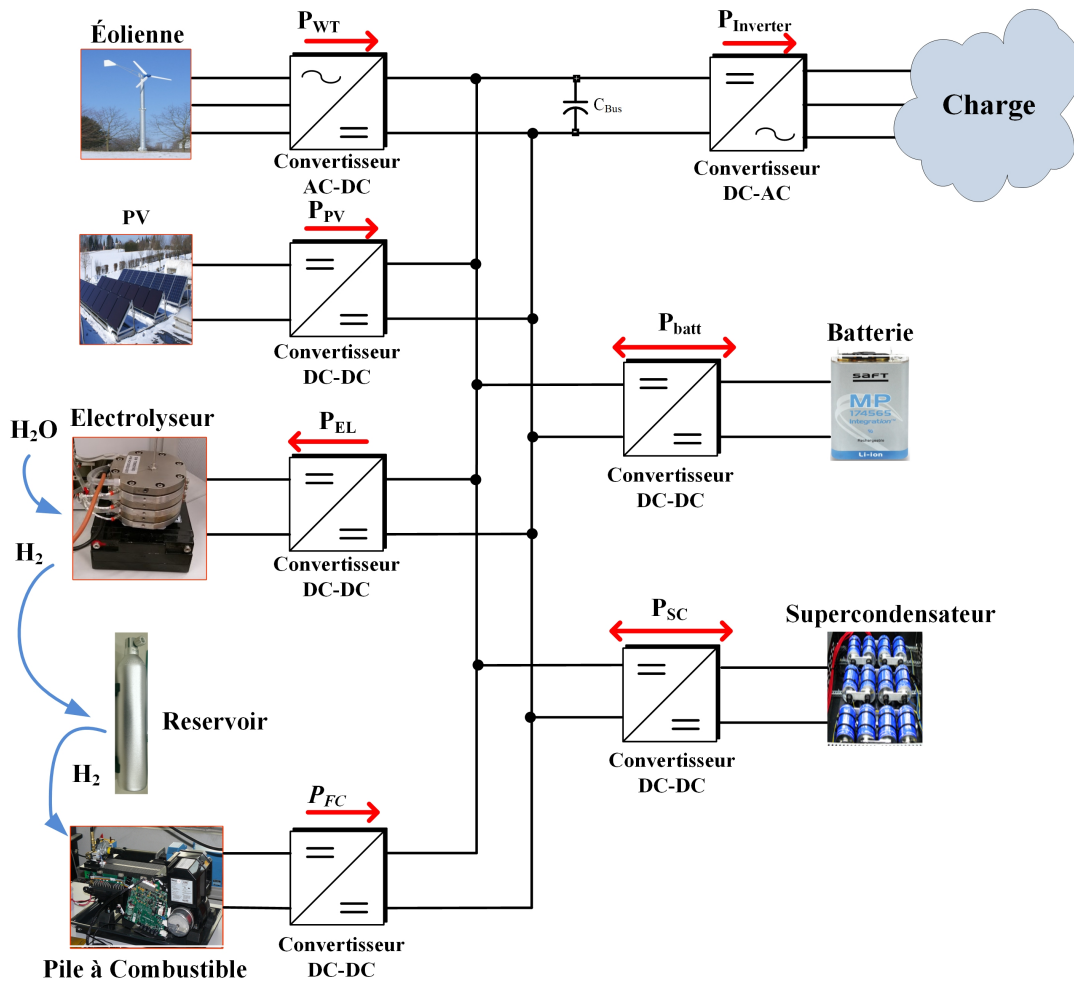 Éolienne
P_WT
P_Inverter
C_Bus
Charge
Convertisseur
AC-DC
Convertisseur
DC-AC
PV
P_PV
Convertisseur
DC-DC
P_batt
Batterie
SAFT
MP
174565
Integration™
Rechargeable
Li-ion
Convertisseur
DC-DC
H₂O
Electrolyseur
P_EL
Convertisseur
DC-DC
H₂
P_SC
Supercondensateur
Convertisseur
DC-DC
Reservoir
H₂
P_FC
Convertisseur
DC-DC
Pile à Combustible